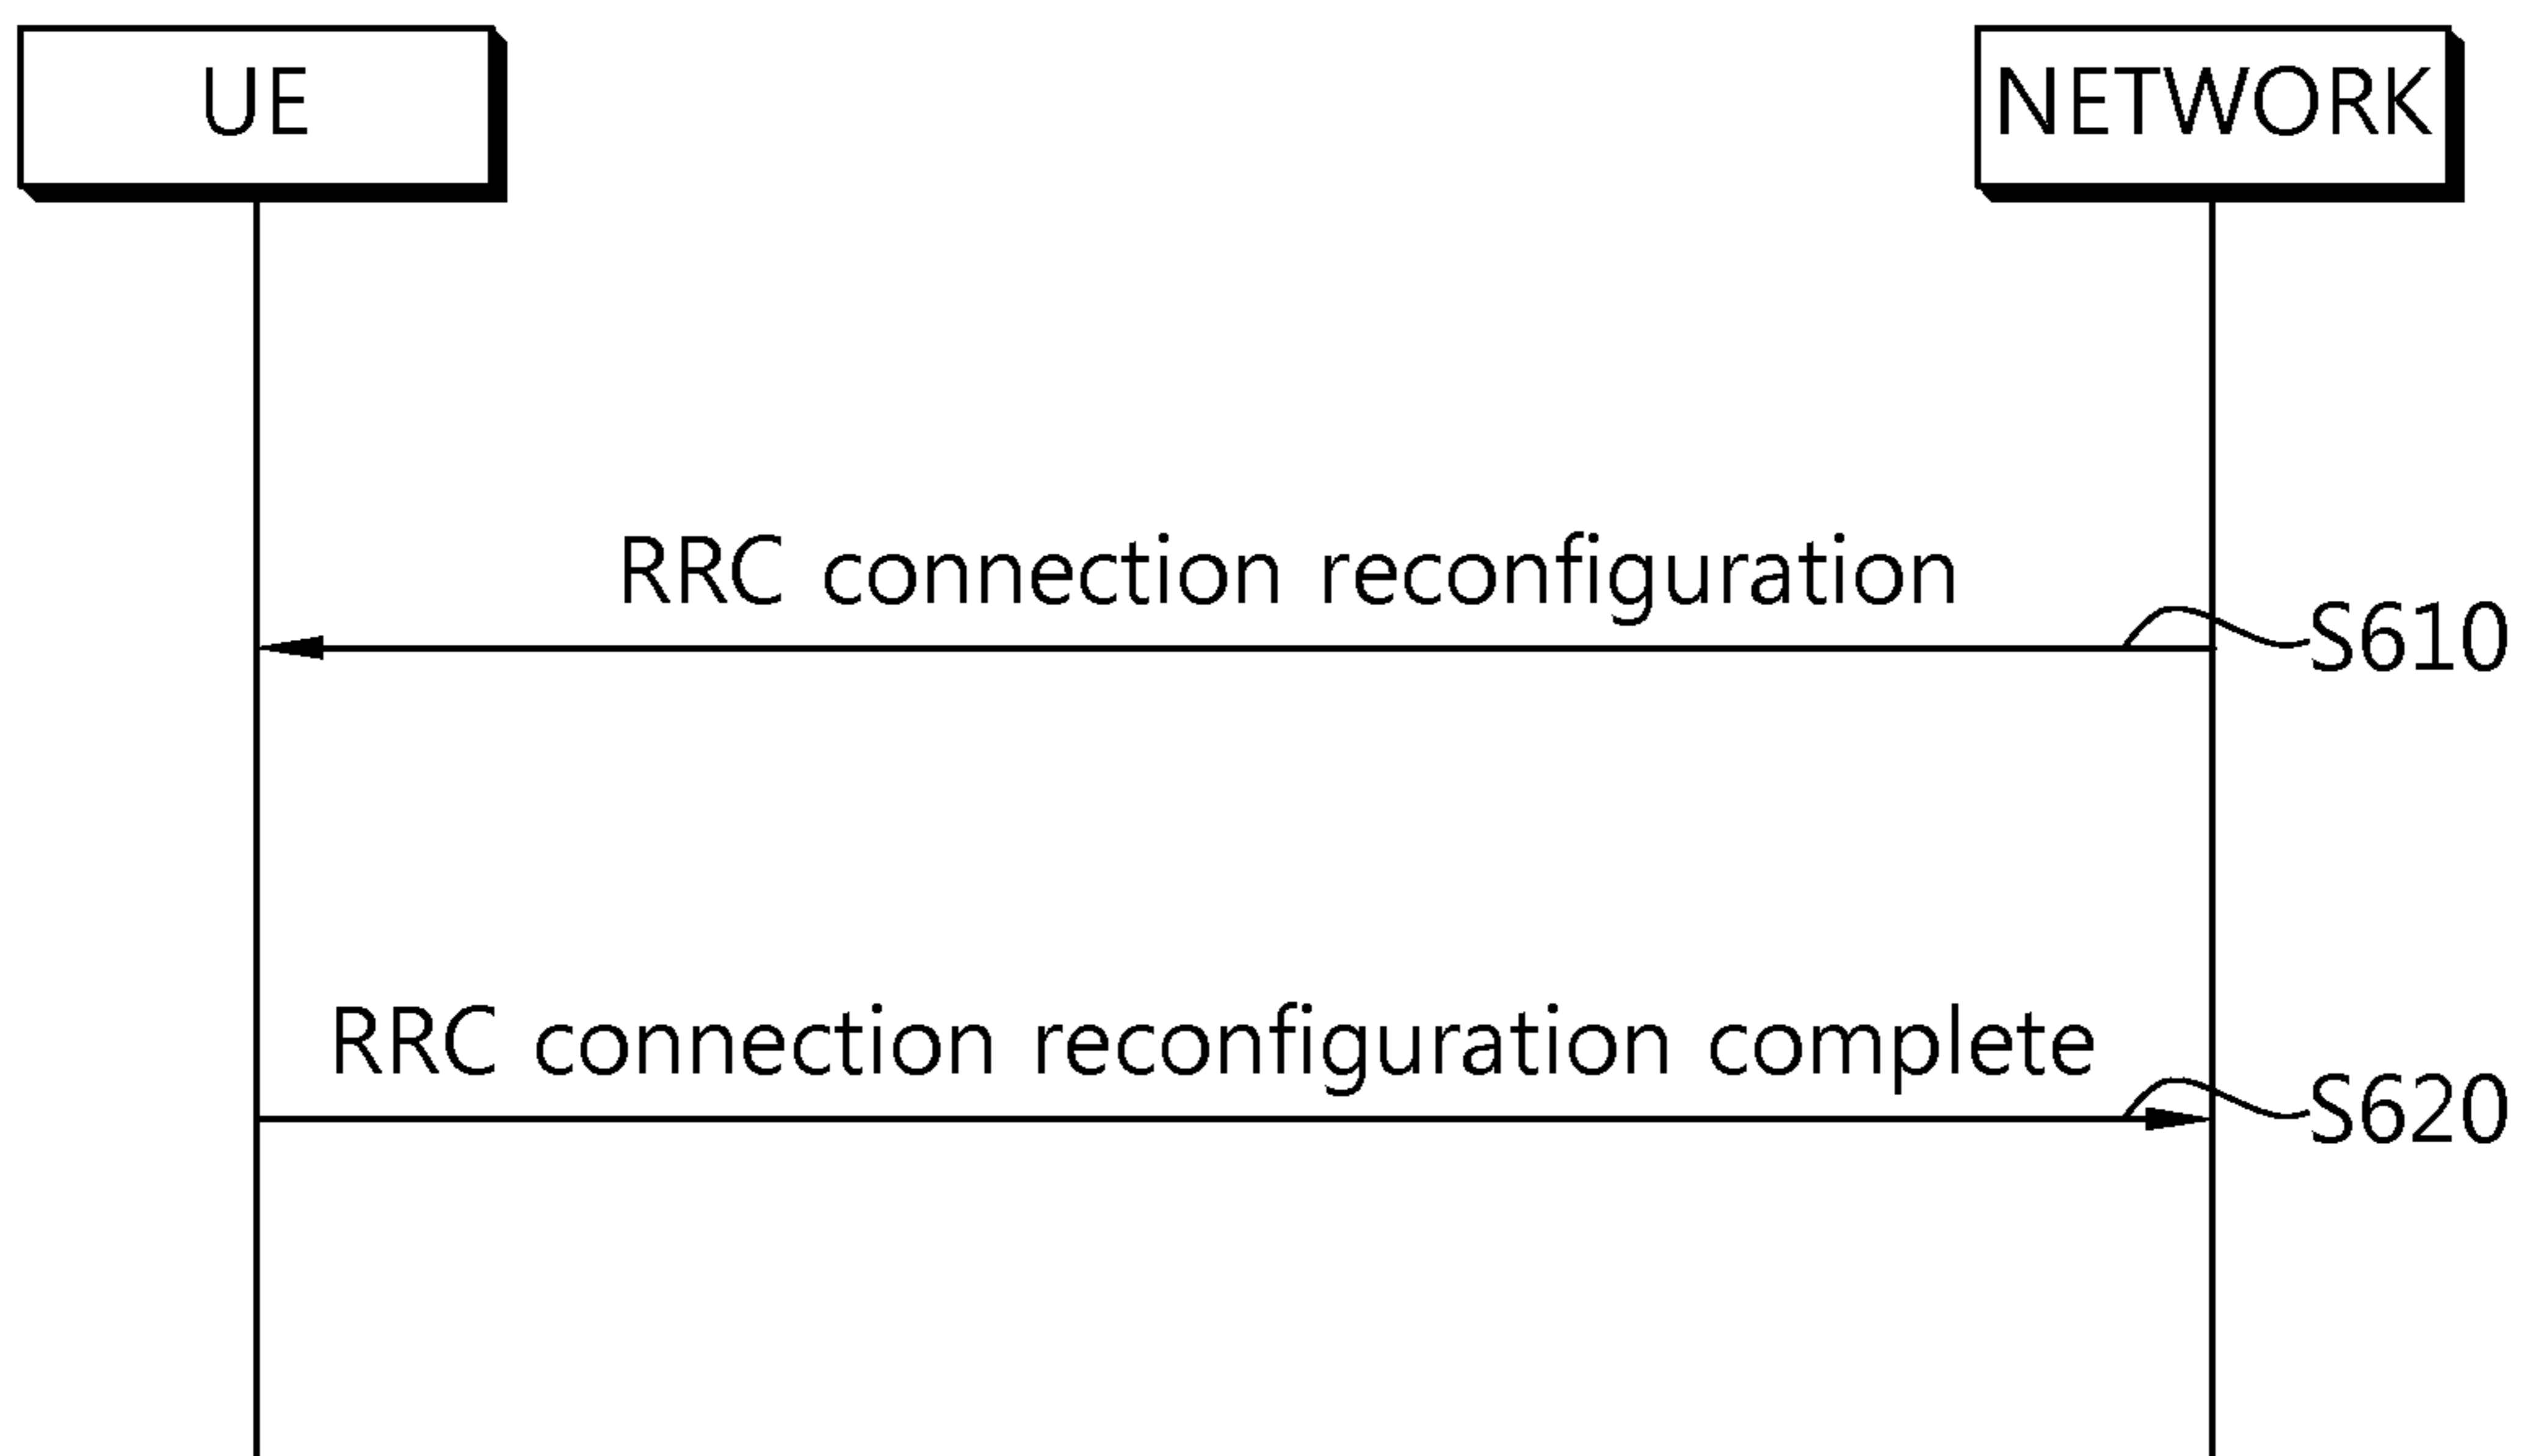 UE
NETWORK
RRC connection reconfiguration
S610
RRC connection reconfiguration complete
S620